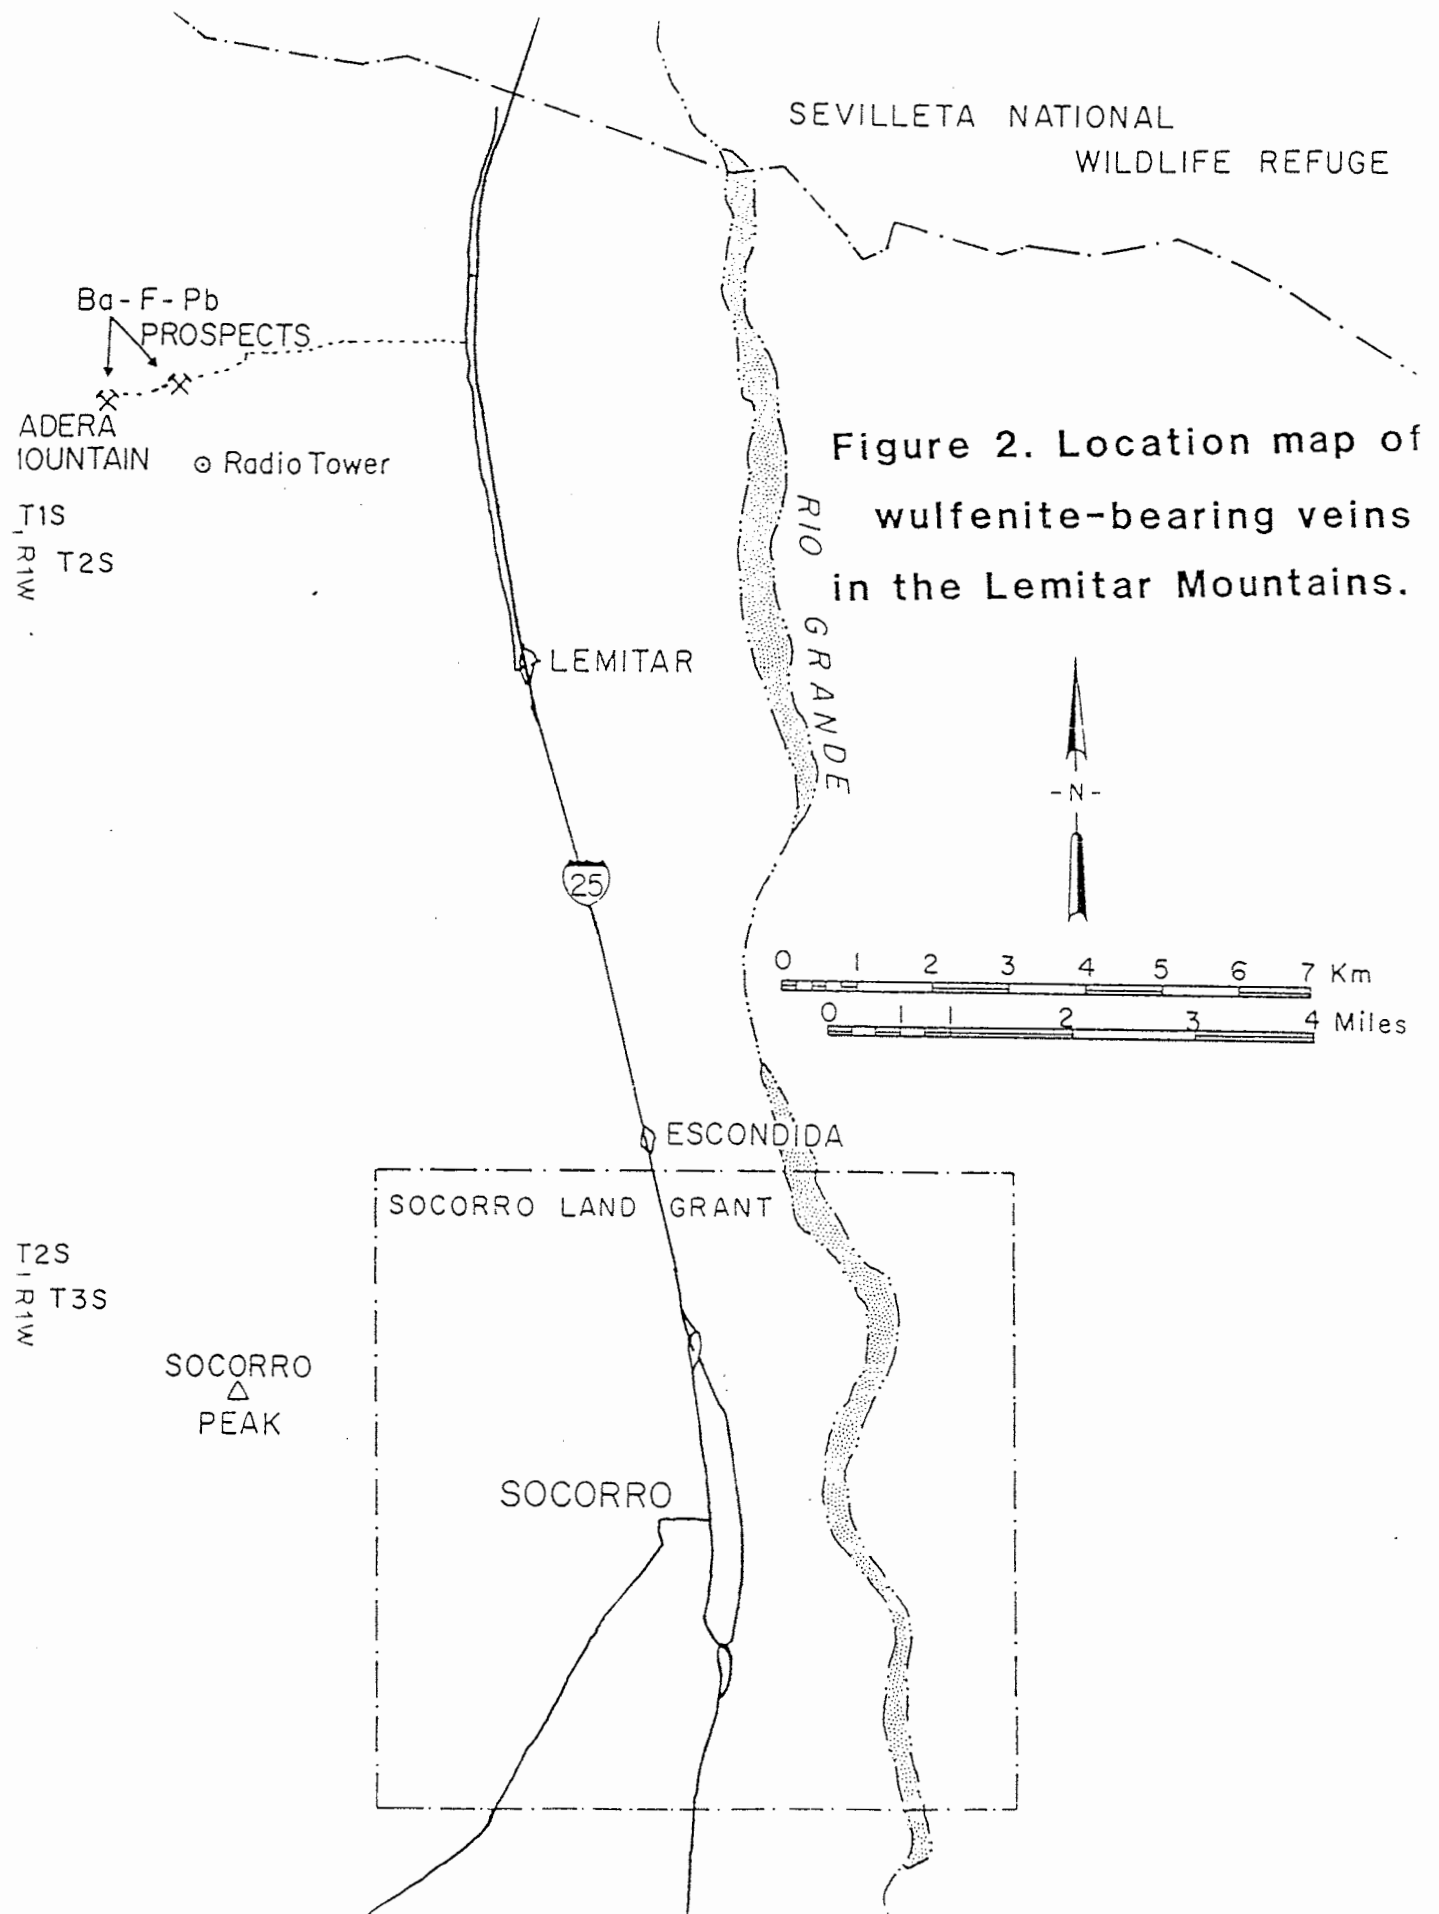 SEVILLETA NATIONAL
WILDLIFE REFUGE
Ba-F-Pb
PROSPECTS
ADERA
IOUNTAIN
Radio Tower
Figure 2. Location map of
wulfenite-bearing veins
in the Lemitar Mountains.
T1S
R1W
T2S
RIO GRANDE
LEMITAR
-N-
25
0 1 2 3 4 5 6 7 Km
0 1 1 2 3 4 Miles
ESCONDIDA
SOCORRO LAND GRANT
T2S
R1W
T3S
SOCORRO
PEAK
SOCORRO